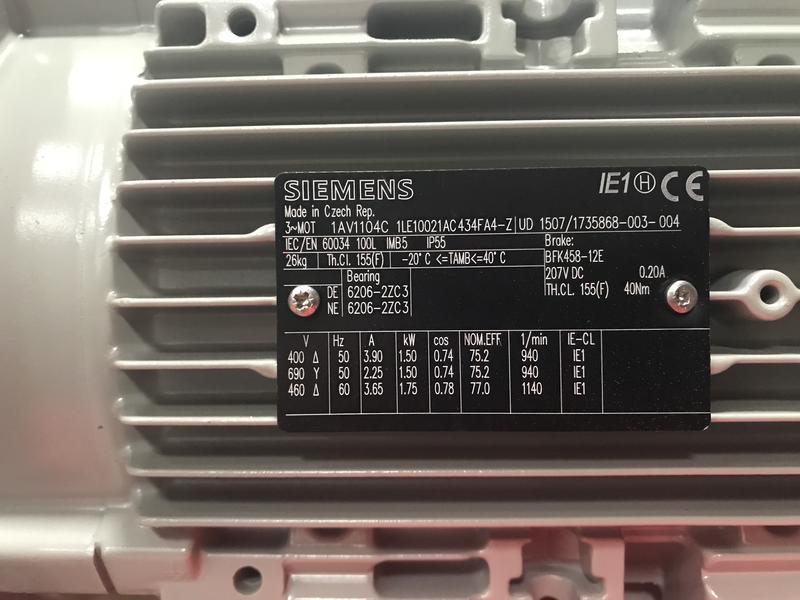 SIEMENS IE1 H CE
Made in Czech Rep.
3~MOT 1AV1104C 1LE10021AC434FA4-Z UD 1507/1735868-003-004
IEC/EN 60034 100L IMB5 IP55 Brake:
26kg Th.Cl. 155(F) -20°C <=TAMB<=40°C BFK458-12E
Bearing 207V DC 0.20A
DE 6206-2ZC3 TH.CL. 155(F) 40Nm
NE 6206-2ZC3
V Hz A kW cos NOM.EFF 1/min IE-CL
400 Δ 50 3.90 1.50 0.74 75.2 940 IE1
690 Y 50 2.25 1.50 0.74 75.2 940 IE1
460 Δ 60 3.65 1.75 0.78 77.0 1140 IE1